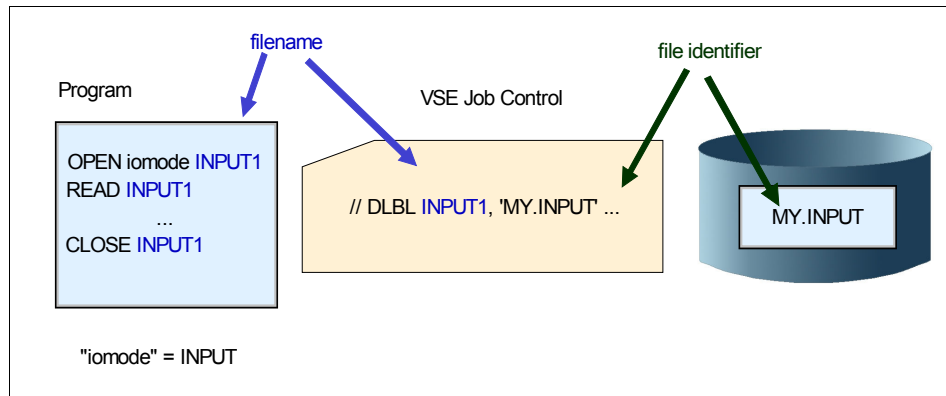 filename
file identifier
Program
VSE Job Control
OPEN iomode INPUT1
READ INPUT1
...
CLOSE INPUT1
// DLBL INPUT1, 'MY.INPUT' ...
MY.INPUT
"iomode" = INPUT